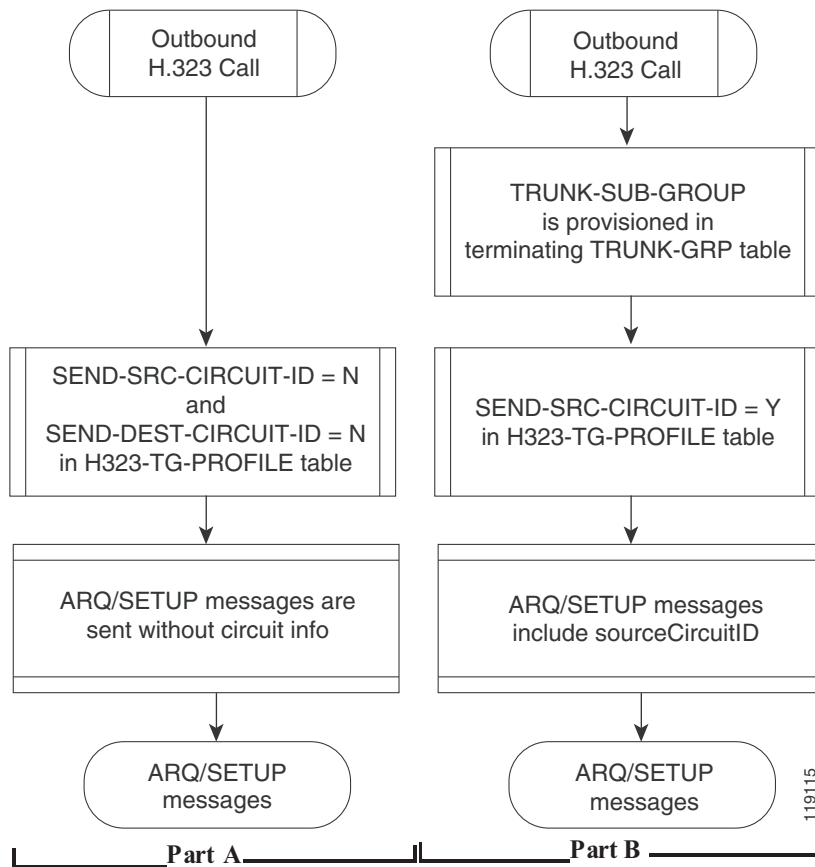 Outbound
H.323 Call
SEND-SRC-CIRCUIT-ID = N
and
SEND-DEST-CIRCUIT-ID = N
in H323-TG-PROFILE table
ARQ/SETUP messages are
sent without circuit info
ARQ/SETUP
messages
Part A
Outbound
H.323 Call
TRUNK-SUB-GROUP
is provisioned in
terminating TRUNK-GRP table
SEND-SRC-CIRCUIT-ID = Y
in H323-TG-PROFILE table
ARQ/SETUP messages
include sourceCircuitID
ARQ/SETUP
messages
Part B
119115